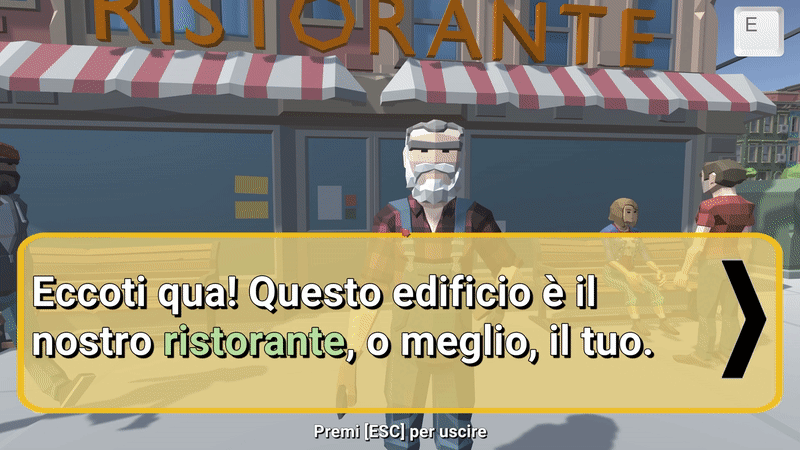 RISTORANTE
E
Eccoti qua! Questo edificio è il
nostro ristorante, o meglio, il tuo.
Premi [ESC] per uscire